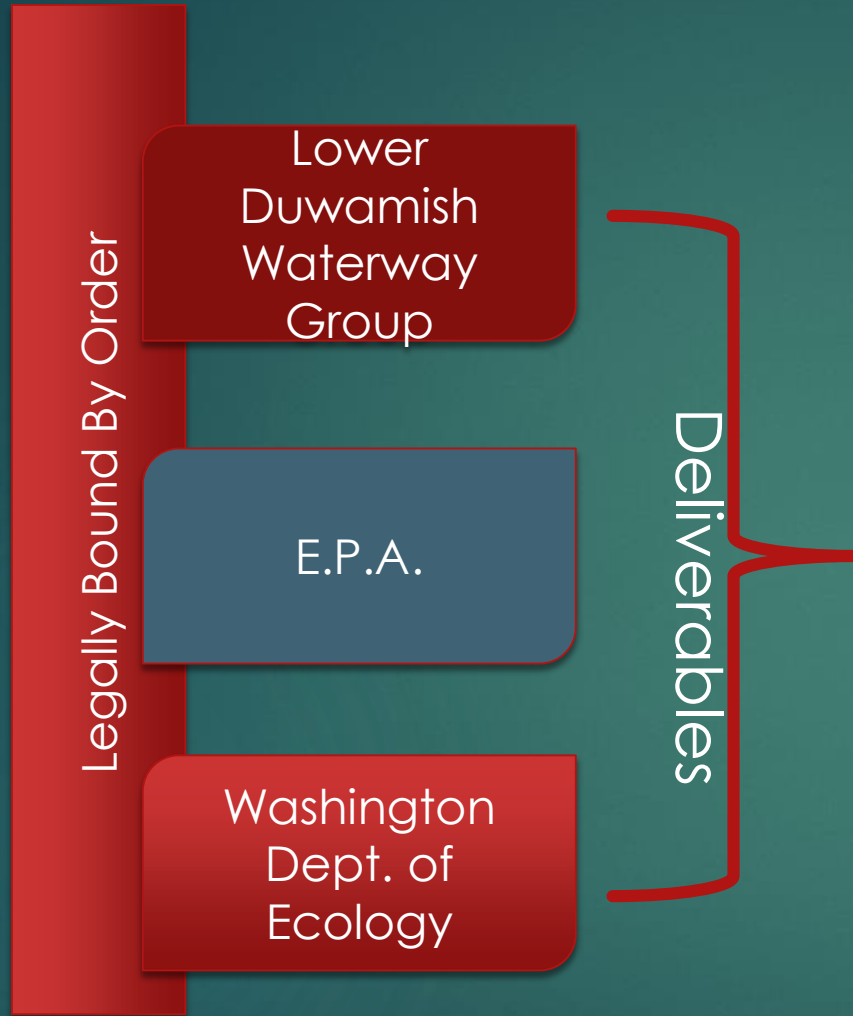 Legally Bound By Order
Lower
Duwamish
Waterway
Group
E.P.A.
Washington
Dept. of
Ecology
Deliverables